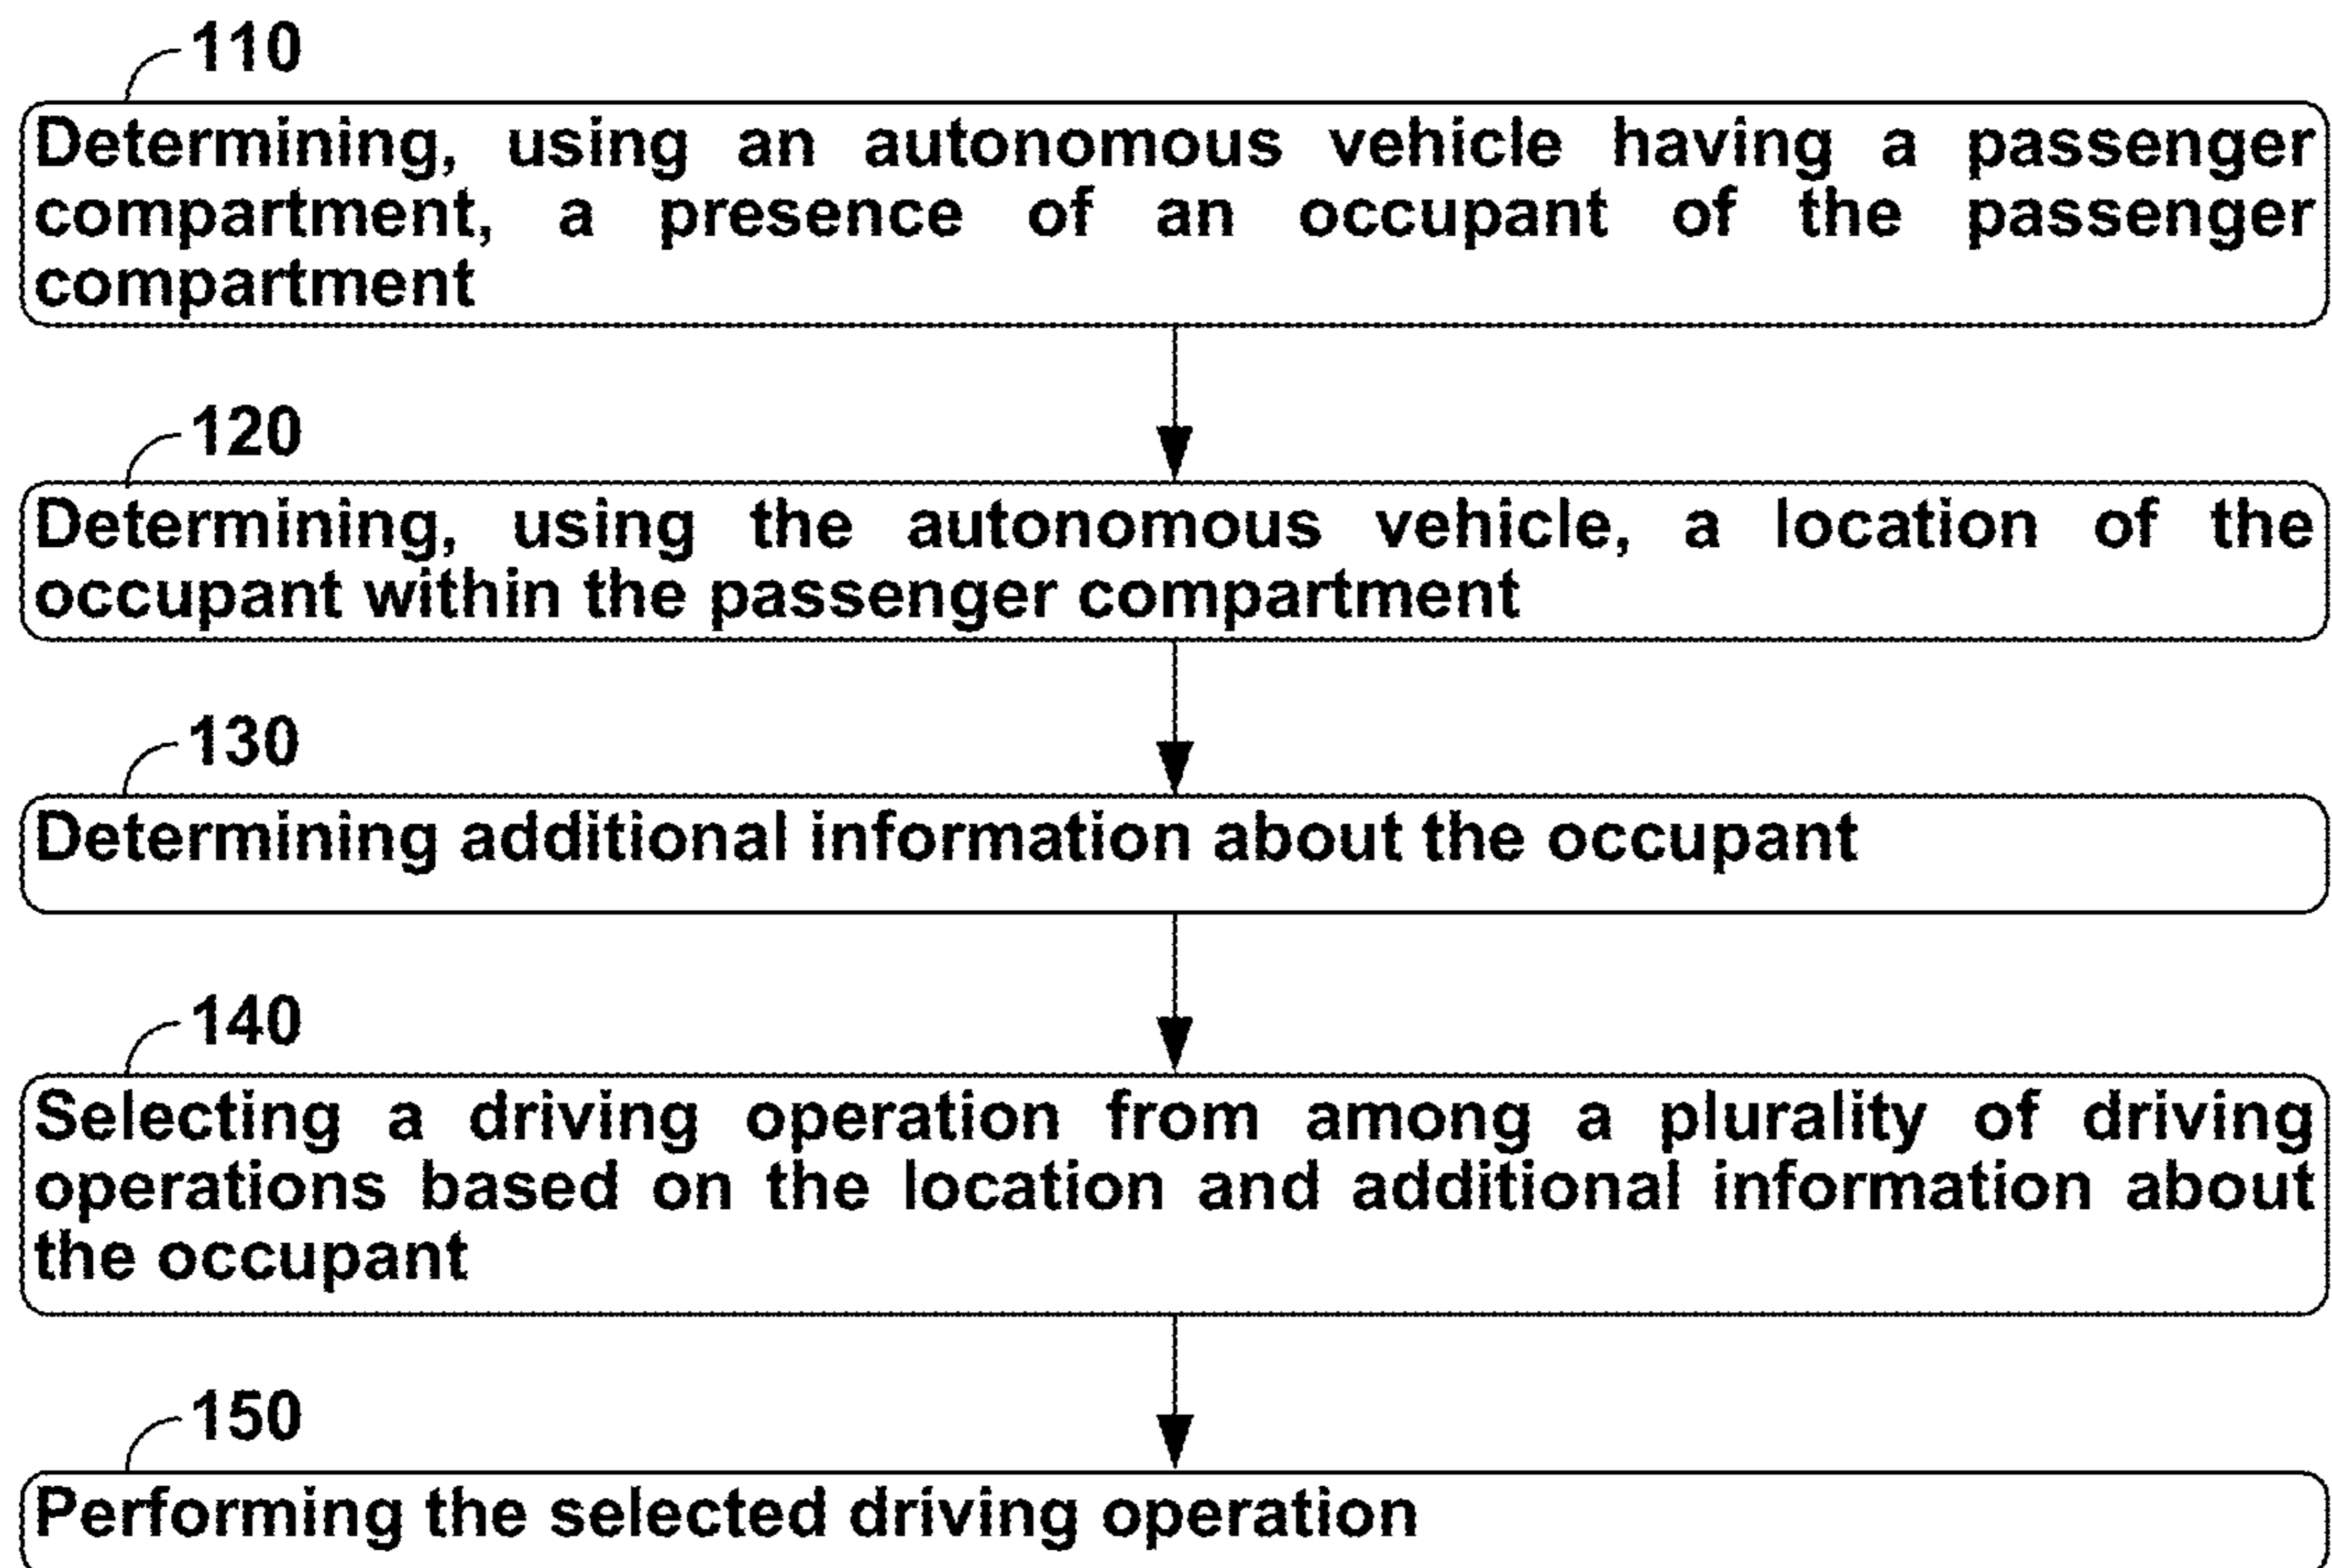 110
Determining, using an autonomous vehicle having a passenger
compartment, a presence of an occupant of the passenger
compartment
120
Determining, using the autonomous vehicle, a location of the
occupant within the passenger compartment
130
Determining additional information about the occupant
140
Selecting a driving operation from among a plurality of driving
operations based on the location and additional information about
the occupant
150
Performing the selected driving operation